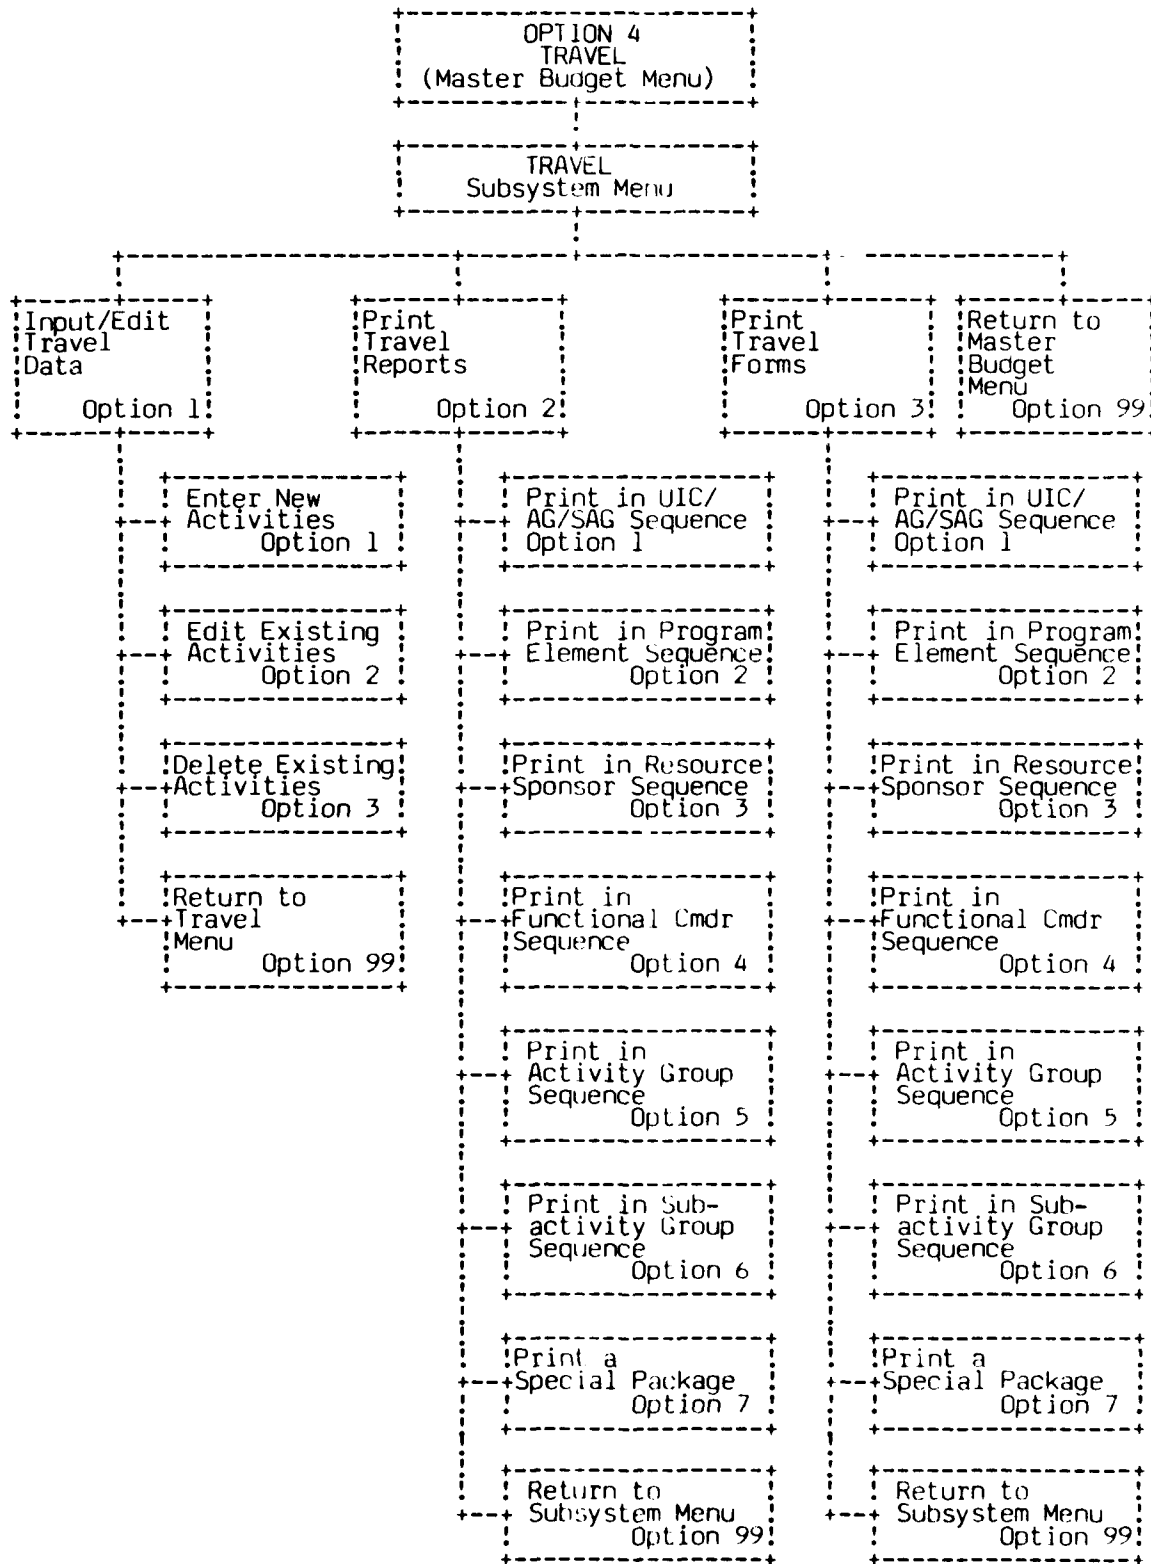 OPTION 4
TRAVEL
(Master Budget Menu)
TRAVEL
Subsystem Menu
Input/Edit
Travel
Data
Option 1
Print
Travel
Reports
Option 2
Print
Travel
Forms
Option 3
Return to
Master
Budget
Menu
Option 99
Enter New
Activities
Option 1
Edit Existing
Activities
Option 2
Delete Existing
Activities
Option 3
Return to
Travel
Menu
Option 99
Print in UIC/
AG/SAG Sequence
Option 1
Print in Program
Element Sequence
Option 2
Print in Resource
Sponsor Sequence
Option 3
Print in
Functional Cmdr
Sequence
Option 4
Print in
Activity Group
Sequence
Option 5
Print in Sub-
activity Group
Sequence
Option 6
Print a
Special Package
Option 7
Return to
Subsystem Menu
Option 99
Print in UIC/
AG/SAG Sequence
Option 1
Print in Program
Element Sequence
Option 2
Print in Resource
Sponsor Sequence
Option 3
Print in
Functional Cmdr
Sequence
Option 4
Print in
Activity Group
Sequence
Option 5
Print in Sub-
activity Group
Sequence
Option 6
Print a
Special Package
Option 7
Return to
Subsystem Menu
Option 99